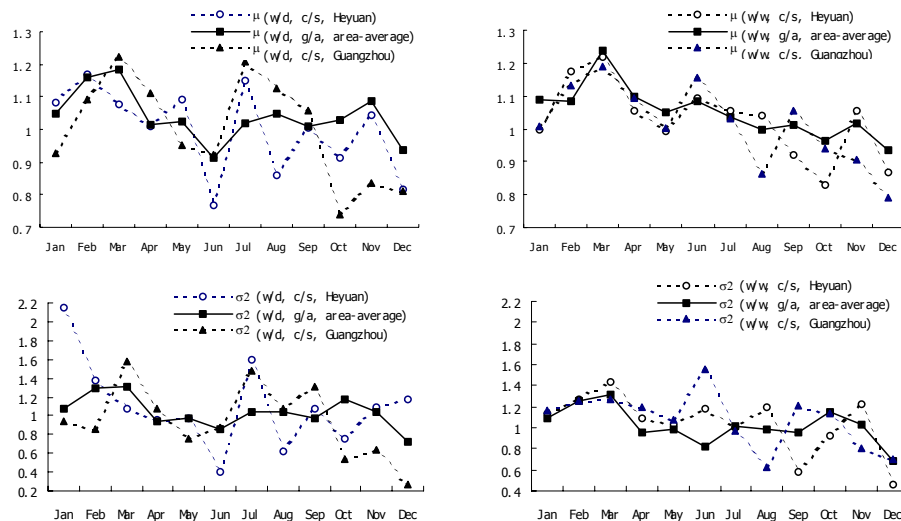 μ (w/d, c/s, Heyuan)
μ (w/d, g/a, area-average)
μ (w/d, c/s, Guangzhou)
1.3
1.2
1.1
1
0.9
0.8
0.7
Jan Feb Mar Apr May Jun Jul Aug Sep Oct Nov Dec
μ (w/w, c/s, Heyuan)
μ (w/w, g/a, area-average)
μ (w/w, c/s, Guangzhou)
1.3
1.2
1.1
1
0.9
0.8
0.7
Jan Feb Mar Apr May Jun Jul Aug Sep Oct Nov Dec
σ2 (w/d, c/s, Heyuan)
σ2 (w/d, g/a, area-average)
σ2 (w/d, c/s, Guangzhou)
2.2
2
1.8
1.6
1.4
1.2
1
0.8
0.6
0.4
0.2
Jan Feb Mar Apr May Jun Jul Aug Sep Oct Nov Dec
σ2 (w/w, c/s, Heyuan)
σ2 (w/w, g/a, area-average)
σ2 (w/w, c/s, Guangzhou)
2.2
2
1.8
1.6
1.4
1.2
1
0.8
0.6
0.4
Jan Feb Mar Apr May Jun Jul Aug Sep Oct Nov Dec